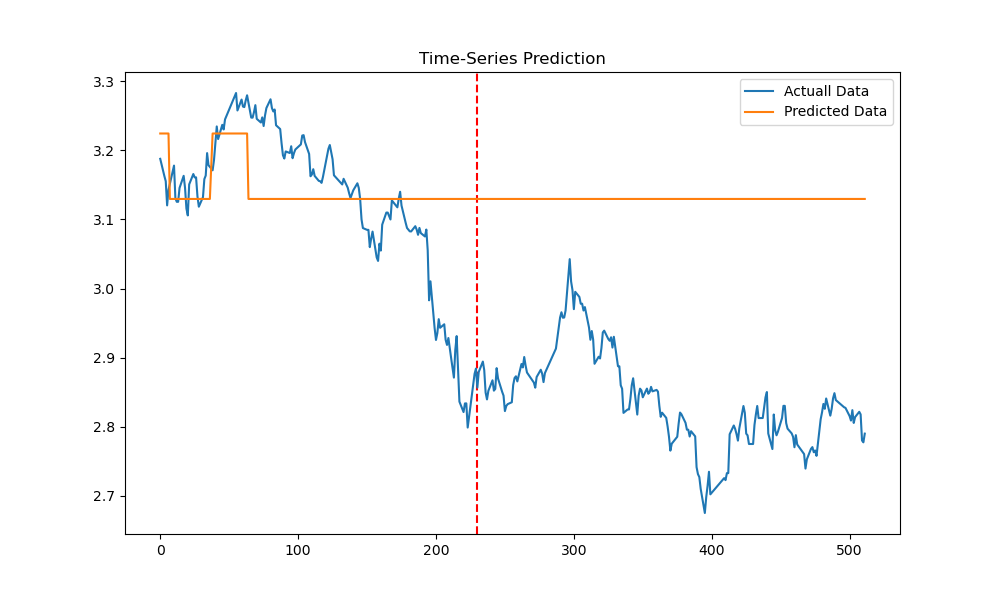 Time-Series Prediction
3.3
3.2
3.1
3.0
2.9
2.8
2.7
0 100 200 300 400 500
Actuall Data
Predicted Data